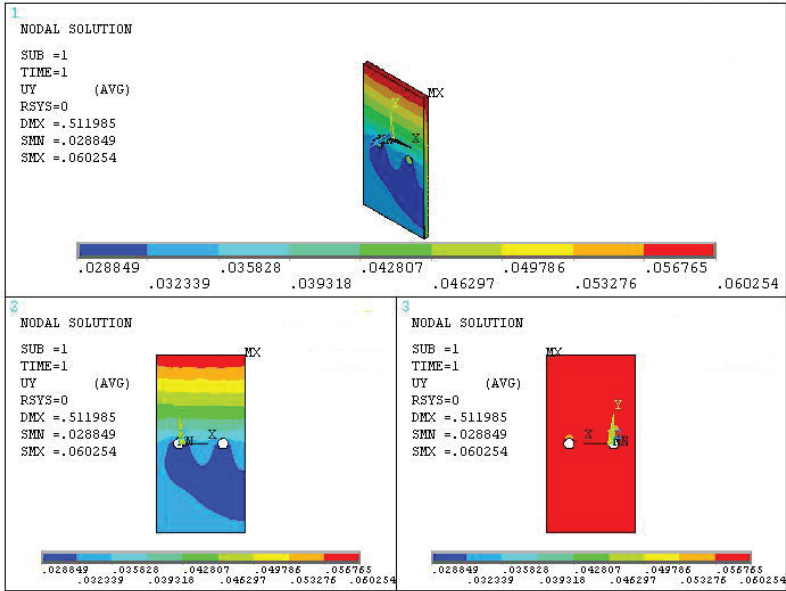 1
NODAL SOLUTION
SUB =1
TIME=1
UY (AVG)
RSYS=0
DMX =.511985
SMN =.028849
SMX =.060254
MX
Y
X
.028849 .035828 .042807 .049786 .056765
.032339 .039318 .046297 .053276 .060254
2
NODAL SOLUTION
SUB =1
TIME=1
UY (AVG)
RSYS=0
DMX =.511985
SMN =.028849
SMX =.060254
MX
X
.028849 .035828 .042807 .049786 .056765
.032339 .039318 .046297 .053276 .060254
3
NODAL SOLUTION
SUB =1
TIME=1
UY (AVG)
RSYS=0
DMX =.511985
SMN =.028849
SMX =.060254
MX
Y
X
MN
.028849 .035828 .042807 .049786 .056765
.032339 .039318 .046297 .053276 .060254